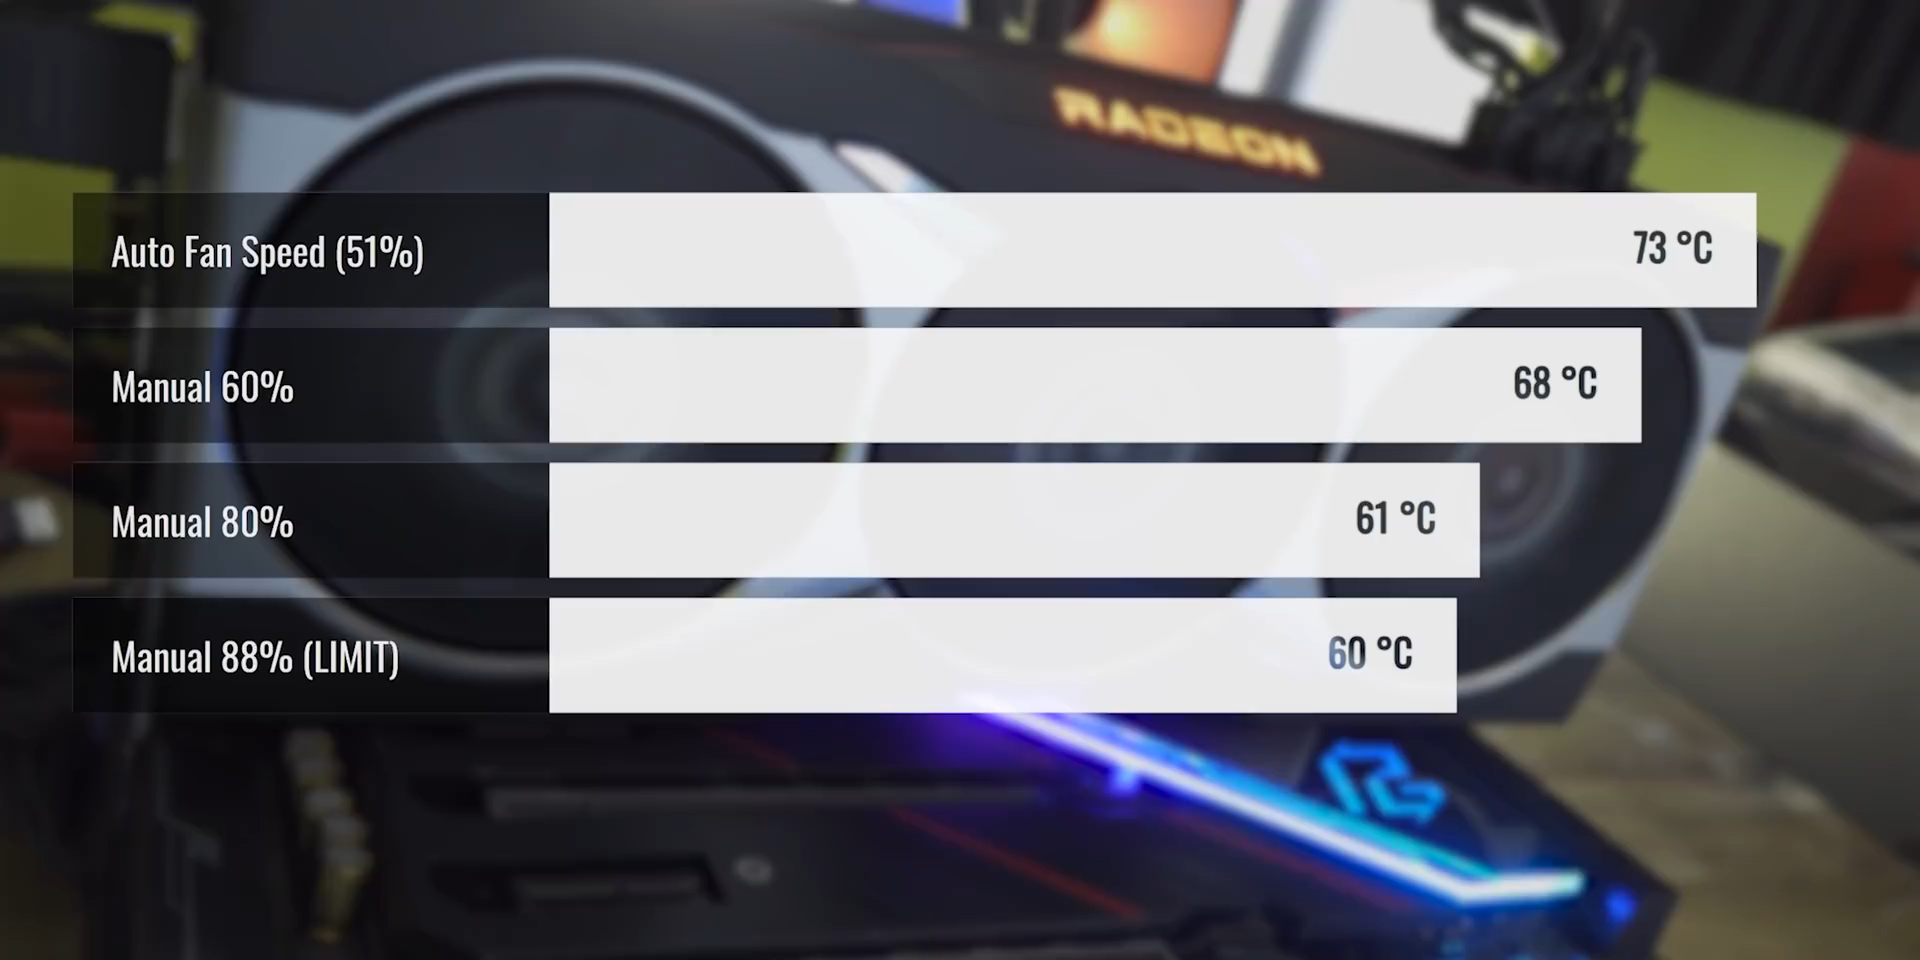 RADEON
Auto Fan Speed (51%)
73 °C
Manual 60%
68 °C
Manual 80%
61 °C
Manual 88% (LIMIT)
60 °C